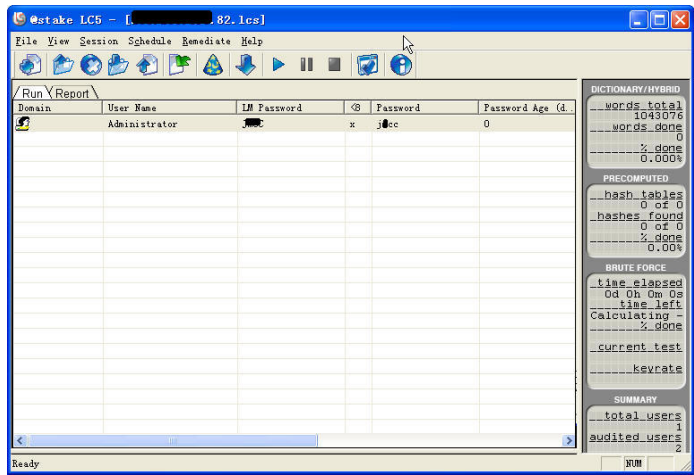 @stake LC5 - [ .82.lcs]
File View Session Schedule Remediate Help
Run Report
Domain User Name LM Password <8 Password Password Age (d..
Administrator x 0
DICTIONARY/HYBRID
words total
1043076
words done
0
% done
0.000%
PRECOMPUTED
hash tables
0 of 0
hashes found
0 of 0
% done
0.00%
BRUTE FORCE
time elapsed
0d 0h 0m 0s
time left
Calculating -
% done
current test
keyrate
SUMMARY
total users
1
audited users
2
Ready NUM